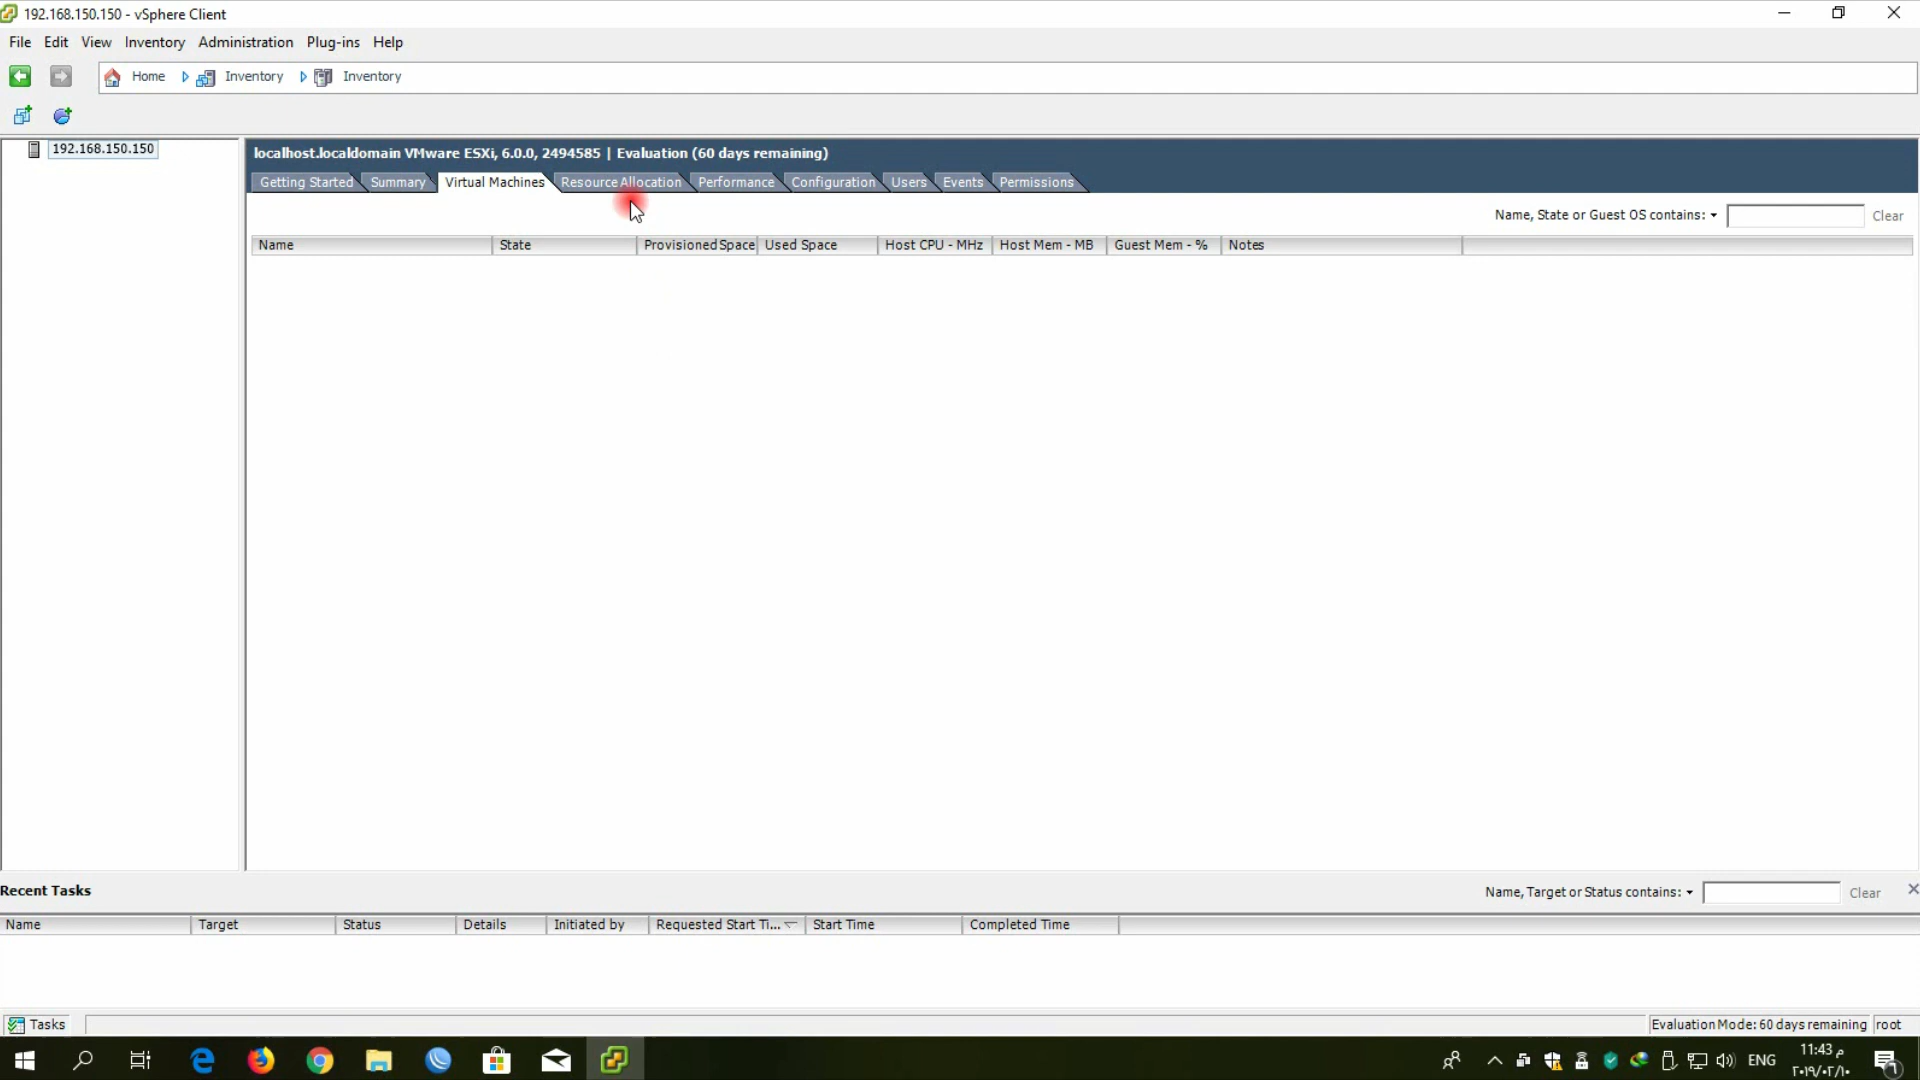 192.168.150.150 - vSphere Client
File Edit View Inventory Administration Plug-ins Help
Home Inventory Inventory
192.168.150.150
localhost.localdomain VMware ESXi, 6.0.0, 2494585 | Evaluation (60 days remaining)
Getting Started Summary Virtual Machines Resource Allocation Performance Configuration Users Events Permissions
Name, State or Guest OS contains: Clear
Name State Provisioned Space Used Space Host CPU - MHz Host Mem - MB Guest Mem - % Notes
Recent Tasks
Name, Target or Status contains: Clear
Name Target Status Details Initiated by Requested Start Ti... Start Time Completed Time
Tasks
Evaluation Mode: 60 days remaining root
ENG
11:43 م
٢٠١٩/٠٢/١٠